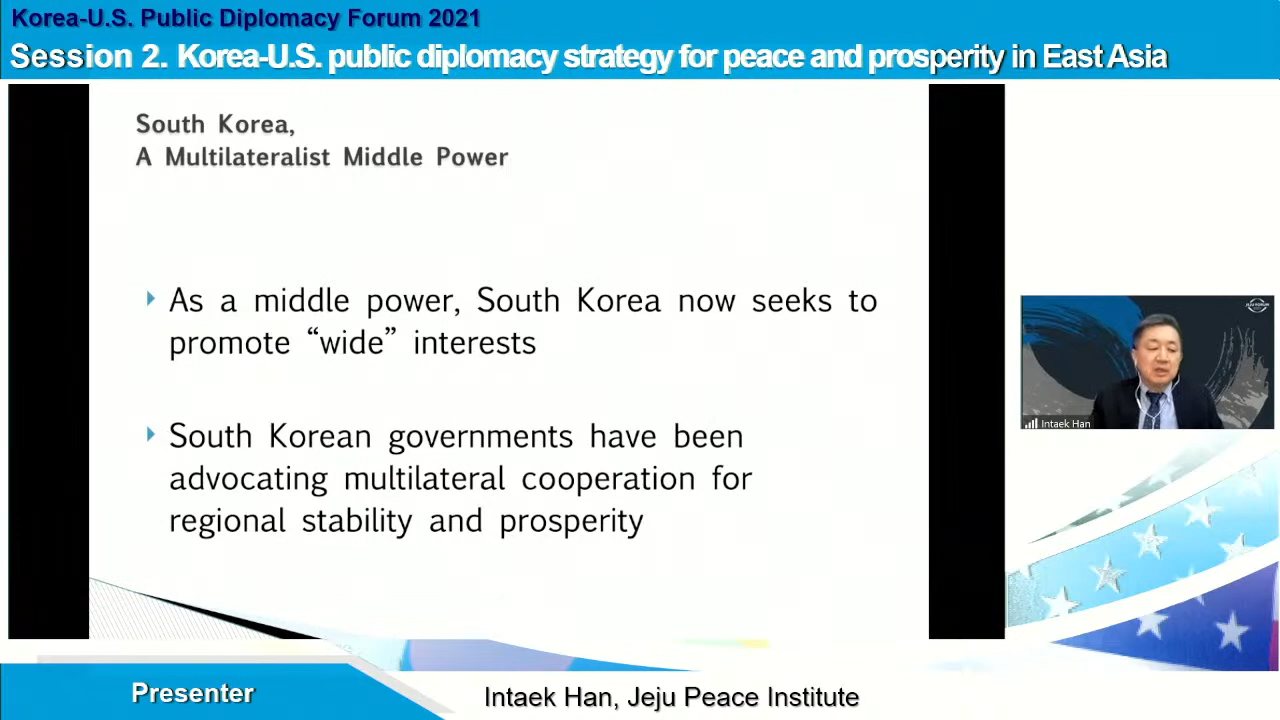 Korea-U.S. Public Diplomacy Forum 2021
Session 2. Korea-U.S. public diplomacy strategy for peace and prosperity in East Asia
South Korea,
A Multilateralist Middle Power
As a middle power, South Korea now seeks to
promote “wide” interests
South Korean governments have been
advocating multilateral cooperation for
regional stability and prosperity
JEJU FORUM
Intaek Han
Presenter
Intaek Han, Jeju Peace Institute